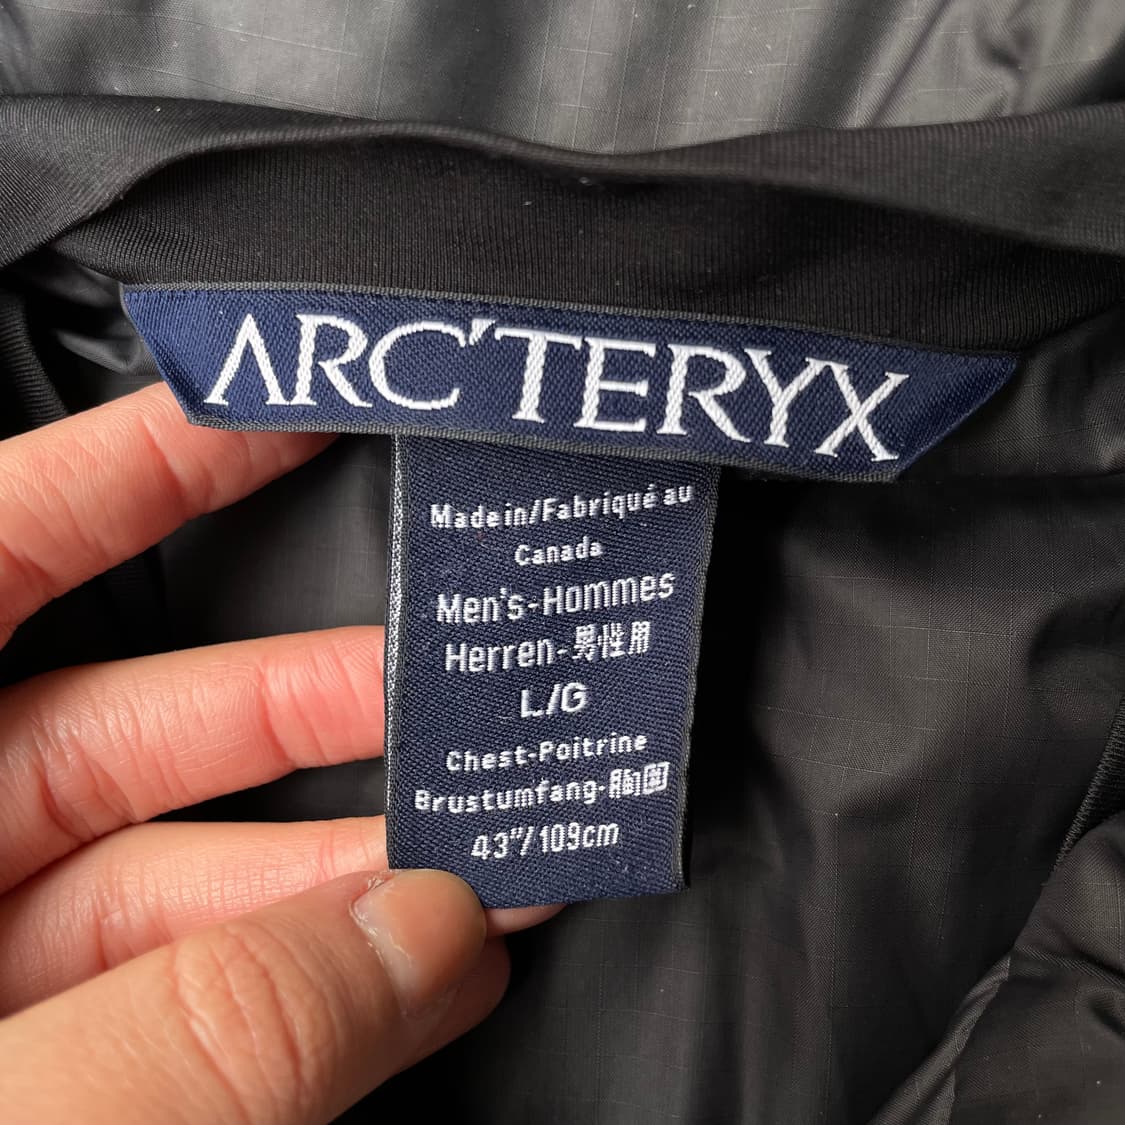 ARC'TERYX
Made in/Fabriqué au
Canada
Men's-Hommes
Herren-男性用
L/G
Chest-Poitrine
Brustumfang-胸囲
43"/109cm